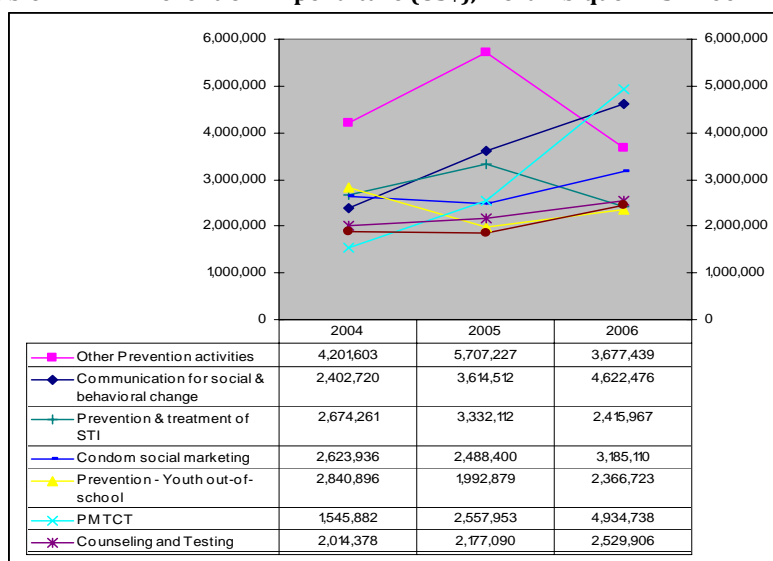 6,000,000 6,000,000
5,000,000 5,000,000
4,000,000 4,000,000
3,000,000 3,000,000
2,000,000 2,000,000
1,000,000 1,000,000
0 0
2004 2005 2006
Other Prevention activities 4,201,603 5,707,227 3,677,439
Communication for social &
behavioral change 2,402,720 3,614,512 4,622,476
Prevention & treatment of
STI 2,674,261 3,332,112 2,415,967
Condom social marketing 2,623,936 2,488,400 3,185,110
Prevention - Youth out-of-
school 2,840,896 1,992,879 2,366,723
PMTCT 1,545,882 2,557,953 4,934,738
Counseling and Testing 2,014,378 2,177,090 2,529,906